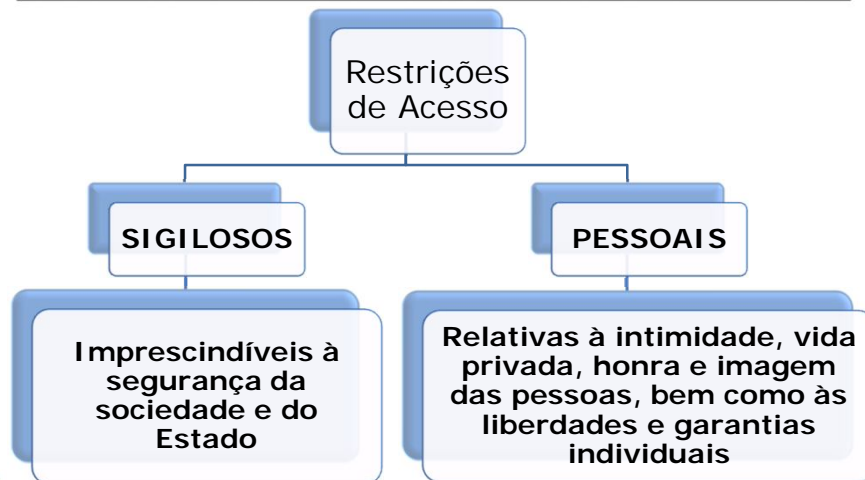 Restrições
de Acesso
SIGILOSOS
PESSOAIS
Imprescindíveis à
segurança da
sociedade e do
Estado
Relativas à intimidade, vida
privada, honra e imagem
das pessoas, bem como às
liberdades e garantias
individuais